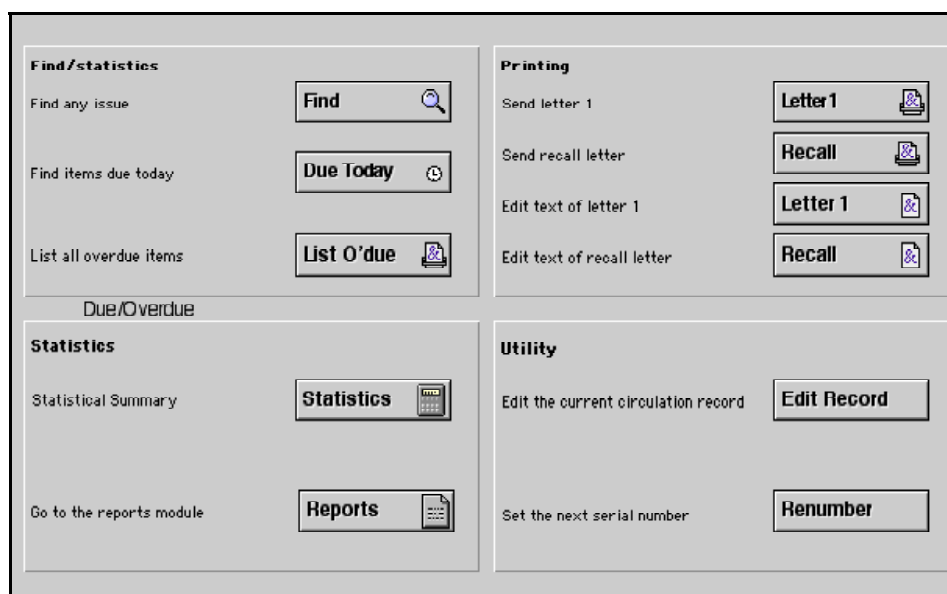 Find/statistics
Find any issue
Find
Find items due today
Due Today
List all overdue items
List O'due
Printing
Send letter 1
Letter1
Send recall letter
Recall
Edit text of letter 1
Letter 1
Edit text of recall letter
Recall
Due/Overdue
Statistics
Statistical Summary
Statistics
Go to the reports module
Reports
Utility
Edit the current circulation record
Edit Record
Set the next serial number
Renumber